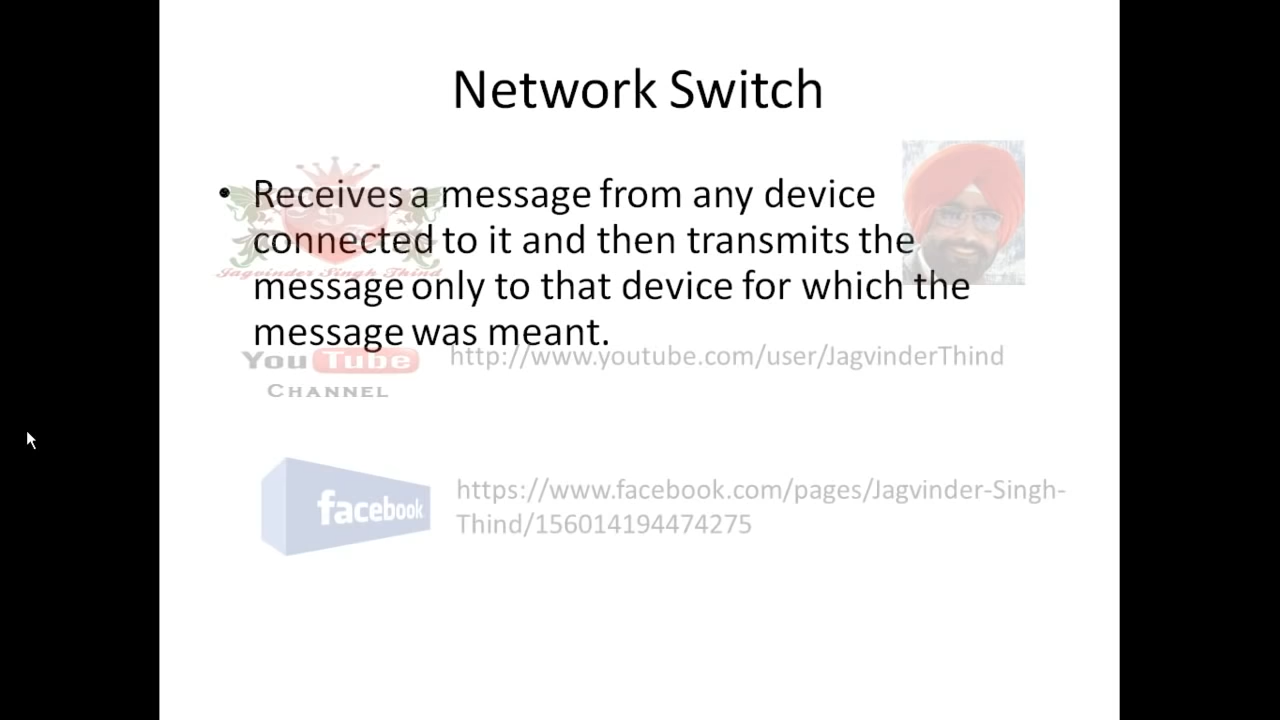 Network Switch
• Receives a message from any device
connected to it and then transmits the
message only to that device for which the
message was meant.
Jagvinder Singh Thind
YouTube
CHANNEL
http://www.youtube.com/user/JagvinderThind
facebook
https://www.facebook.com/pages/Jagvinder-Singh-
Thind/156014194474275